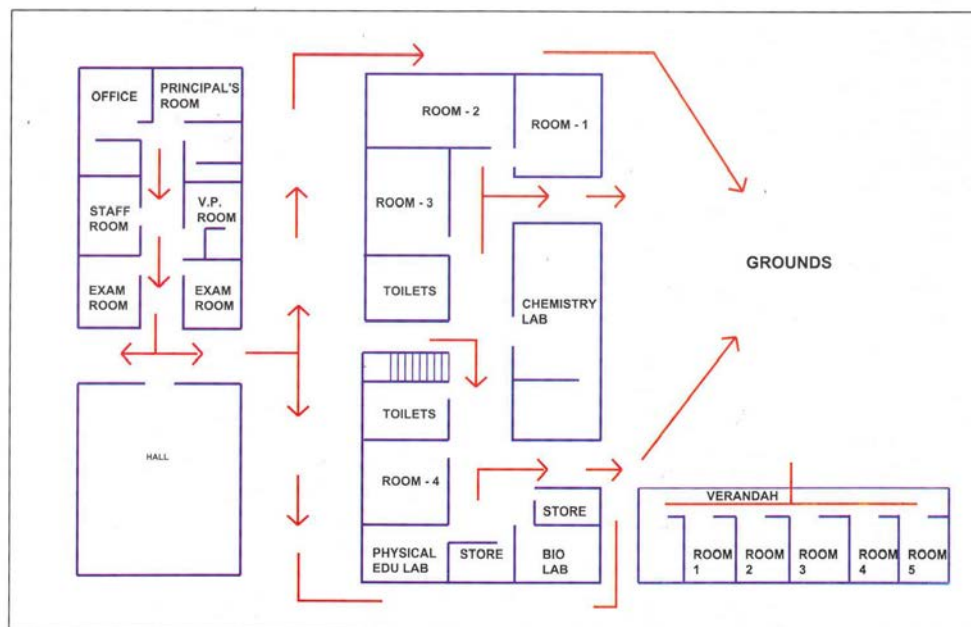 OFFICE
PRINCIPAL'S
ROOM
STAFF
ROOM
V.P.
ROOM
EXAM
ROOM
EXAM
ROOM
HALL
ROOM - 2
ROOM - 1
ROOM - 3
TOILETS
CHEMISTRY
LAB
TOILETS
ROOM - 4
PHYSICAL
EDU LAB
STORE
STORE
BIO
LAB
GROUNDS
VERANDAH
ROOM
1
ROOM
2
ROOM
3
ROOM
4
ROOM
5